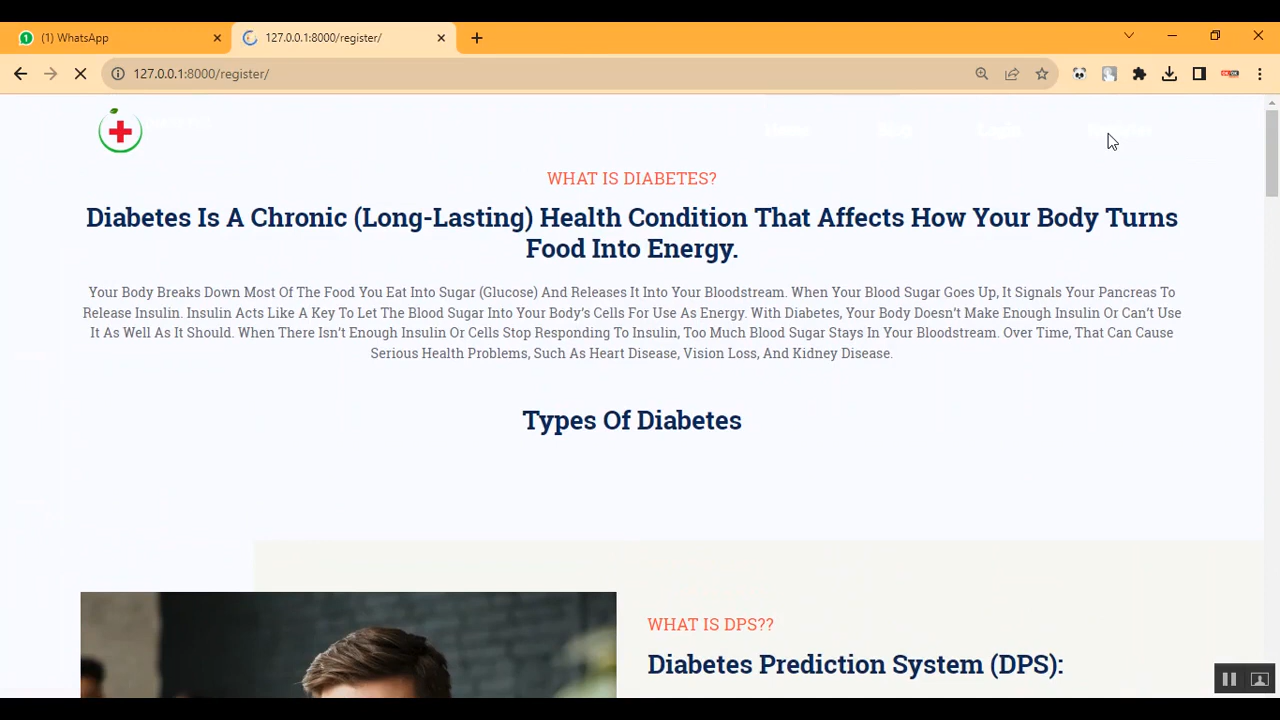 (1) WhatsApp
127.0.0.1:8000/register/
127.0.0.1:8000/register/
Home Blog Login Register
WHAT IS DIABETES?
Diabetes Is A Chronic (Long-Lasting) Health Condition That Affects How Your Body Turns
Food Into Energy.
Your Body Breaks Down Most Of The Food You Eat Into Sugar (Glucose) And Releases It Into Your Bloodstream. When Your Blood Sugar Goes Up, It Signals Your Pancreas To
Release Insulin. Insulin Acts Like A Key To Let The Blood Sugar Into Your Body’s Cells For Use As Energy. With Diabetes, Your Body Doesn’t Make Enough Insulin Or Can’t Use
It As Well As It Should. When There Isn’t Enough Insulin Or Cells Stop Responding To Insulin, Too Much Blood Sugar Stays In Your Bloodstream. Over Time, That Can Cause
Serious Health Problems, Such As Heart Disease, Vision Loss, And Kidney Disease.
Types Of Diabetes
WHAT IS DPS??
Diabetes Prediction System (DPS):